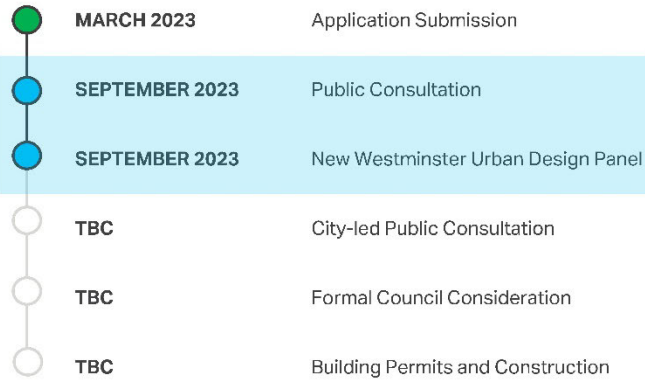 MARCH 2023 Application Submission
SEPTEMBER 2023 Public Consultation
SEPTEMBER 2023 New Westminster Urban Design Panel
TBC City-led Public Consultation
TBC Formal Council Consideration
TBC Building Permits and Construction